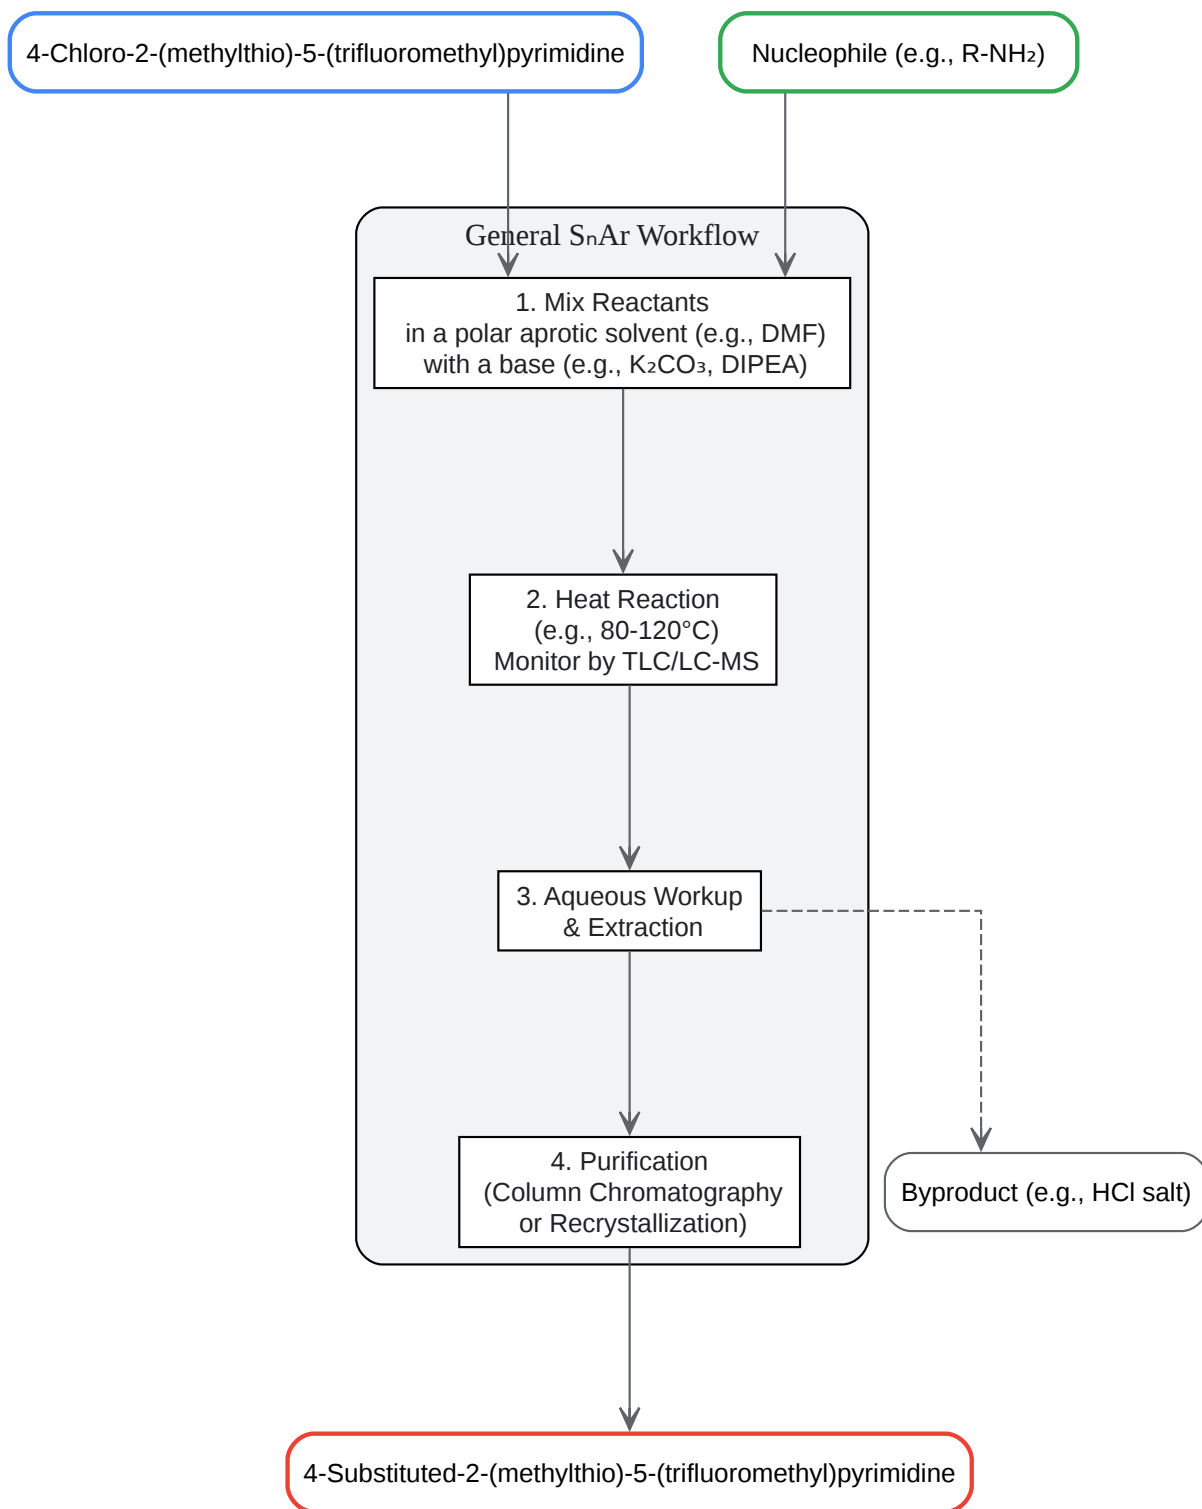 4-Chloro-2-(methylthio)-5-(trifluoromethyl)pyrimidine
Nucleophile (e.g., R-NH₂)
General SₙAr Workflow
1. Mix Reactants
in a polar aprotic solvent (e.g., DMF)
with a base (e.g., K₂CO₃, DIPEA)
2. Heat Reaction
(e.g., 80-120°C)
Monitor by TLC/LC-MS
3. Aqueous Workup
& Extraction
4. Purification
(Column Chromatography
or Recrystallization)
Byproduct (e.g., HCl salt)
4-Substituted-2-(methylthio)-5-(trifluoromethyl)pyrimidine